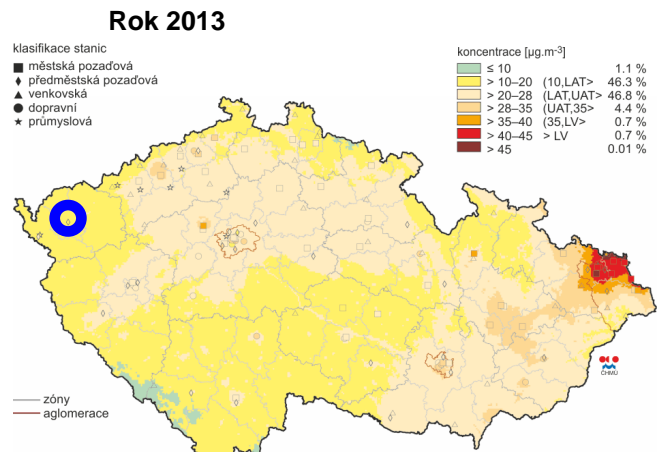 Rok 2013
klasifikace stanic
městská pozaďová
předměstská pozaďová
venkovská
dopravní
průmyslová
koncentrace [µg.m-3]
≤ 10 1.1 %
> 10–20 (10,LAT> 46.3 %
> 20–28 (LAT,UAT> 46.8 %
> 28–35 (UAT,35> 4.4 %
> 35–40 (35,LV> 0.7 %
> 40–45 > LV 0.7 %
> 45 0.01 %
ČHMÚ
zóny
aglomerace